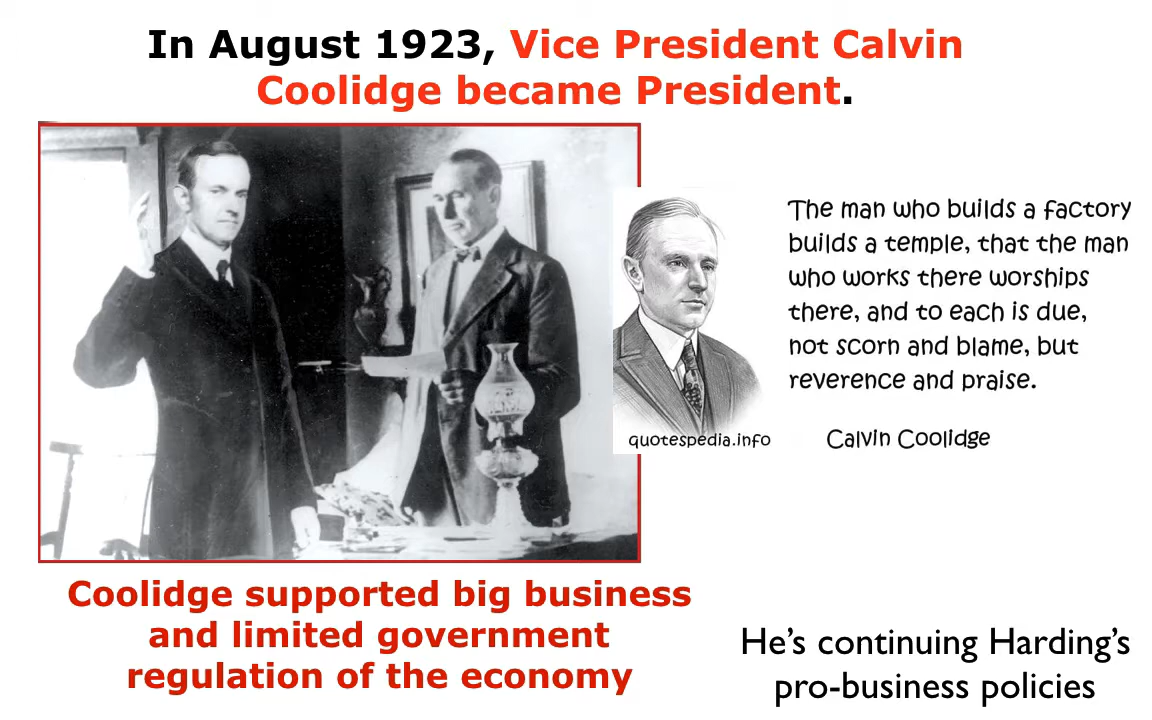 In August 1923, Vice President Calvin
Coolidge became President.
The man who builds a factory
builds a temple, that the man
who works there worships
there, and to each is due,
not scorn and blame, but
reverence and praise.
quotespedia.info
Calvin Coolidge
Coolidge supported big business
and limited government
regulation of the economy
He's continuing Harding's
pro-business policies